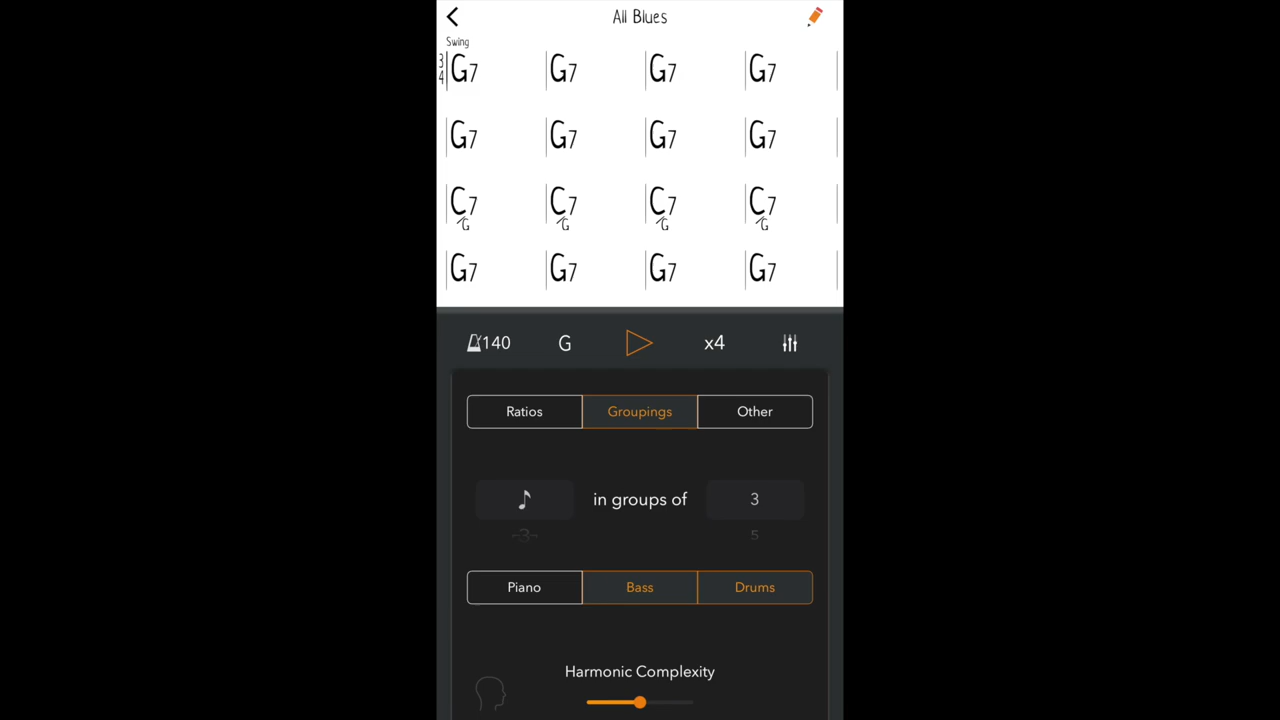 All Blues
Swing
3
4
G7 G7 G7 G7
G7 G7 G7 G7
C7/G C7/G C7/G C7/G
G7 G7 G7 G7
140 G x4
Ratios Groupings Other
in groups of 3
3 5
Piano Bass Drums
Harmonic Complexity